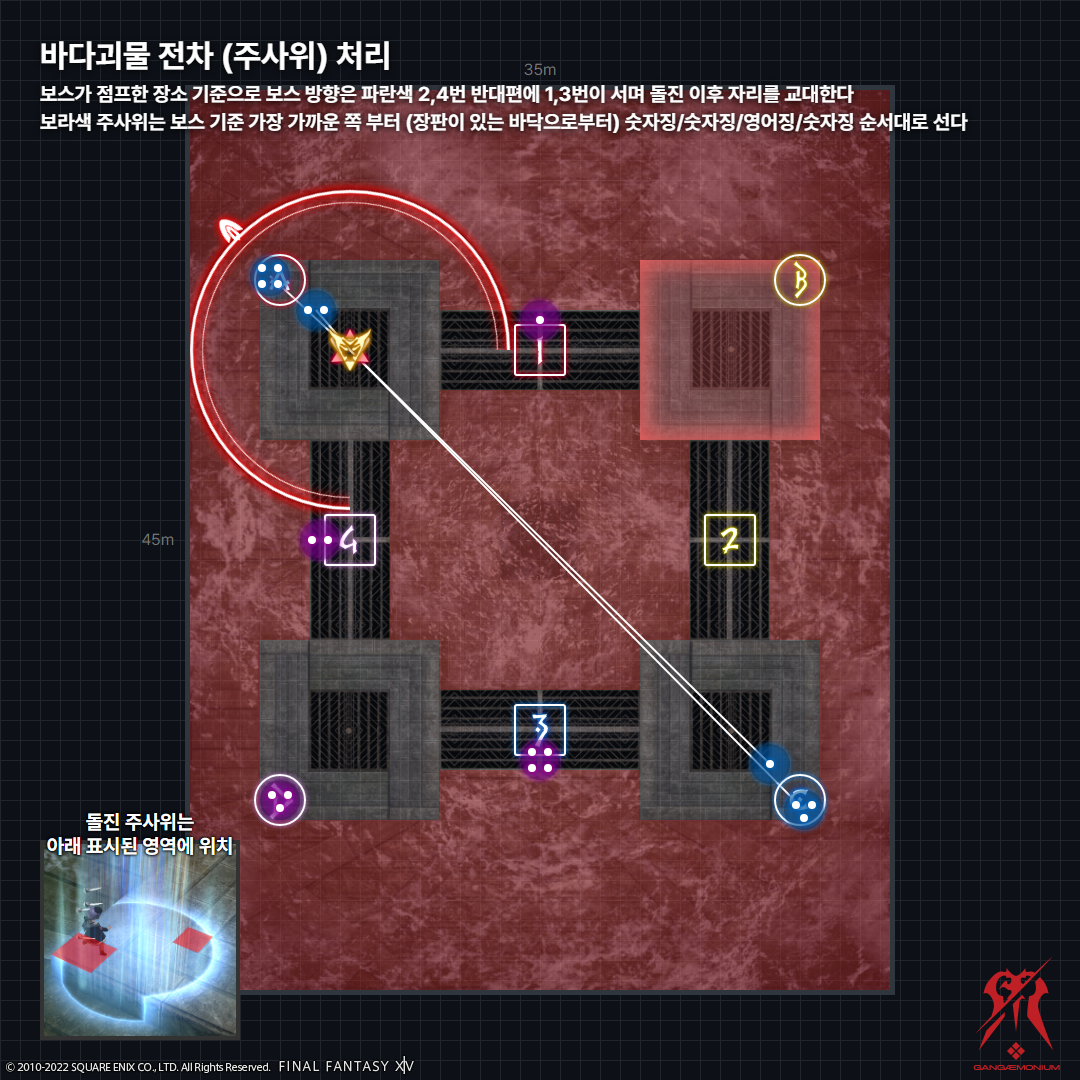 바다괴물 전차 (주사위) 처리
35m
보스가 점프한 장소 기준으로 보스 방향은 파란색 2,4번 반대편에 1,3번이 서며 돌진 이후 자리를 교대한다
보라색 주사위는 보스 기준 가장 가까운 쪽 부터 (장판이 있는 바닥으로부터) 숫자징/숫자징/영어징/숫자징 순서대로 선다
B
1
45m
4
2
3
돌진 주사위는
아래 표시된 영역에 위치
© 2010-2022 SQUARE ENIX CO., LTD. All Rights Reserved. FINAL FANTASY XIV
GANGÆMONIUM